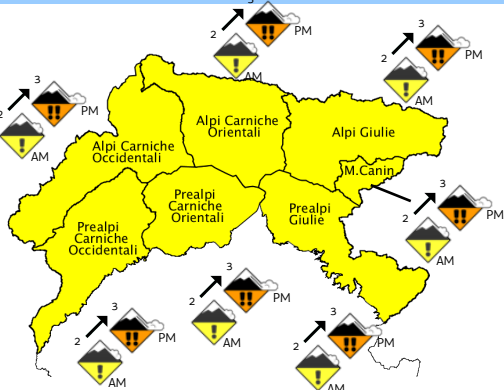 3
2
PM
AM
3
2
PM
AM
3
2
PM
AM
Alpi Carniche
Orientali
Alpi Giulie
Alpi Carniche
Occidentali
M.Canin
Prealpi
Carniche
Orientali
Prealpi
Giulie
Prealpi
Carniche
Occidentali
3
2
PM
AM
3
2
PM
AM
3
2
PM
AM
3
2
PM
AM